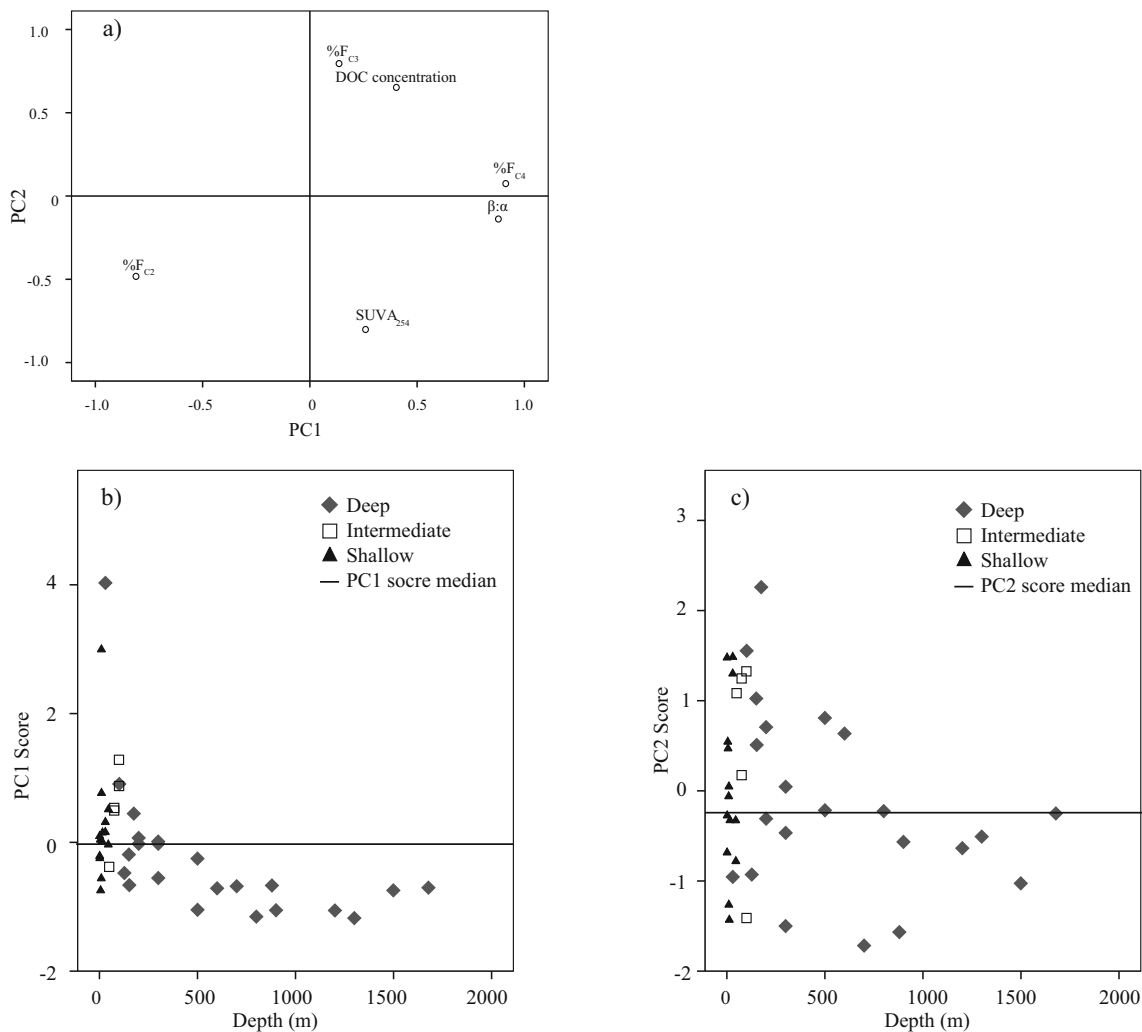 a)
1.0
0.5
0
-0.5
-1.0
PC2
%FC3
DOC concentration
%FC4
β:α
%FC2
SUVA254
-1.0 -0.5 0 0.5 1.0
PC1
b)
Deep
Intermediate
Shallow
PC1 socre median
4
2
0
-2
PC1 Score
0 500 1000 1500 2000
Depth (m)
c)
Deep
Intermediate
Shallow
PC2 score median
3
2
1
0
-1
-2
PC2 Score
0 500 1000 1500 2000
Depth (m)